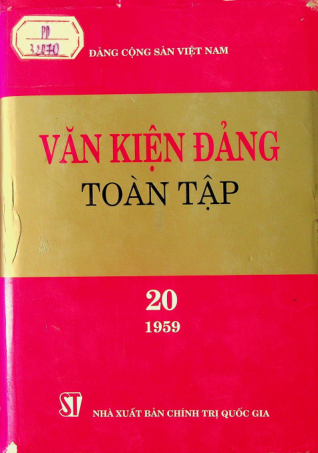 PĐ
ĐẢNG CỘNG SẢN VIỆT NAM
VĂN KIỆN ĐẢNG
TOÀN TẬP
20
1959
ST
NHÀ XUẤT BẢN CHÍNH TRỊ QUỐC GIA